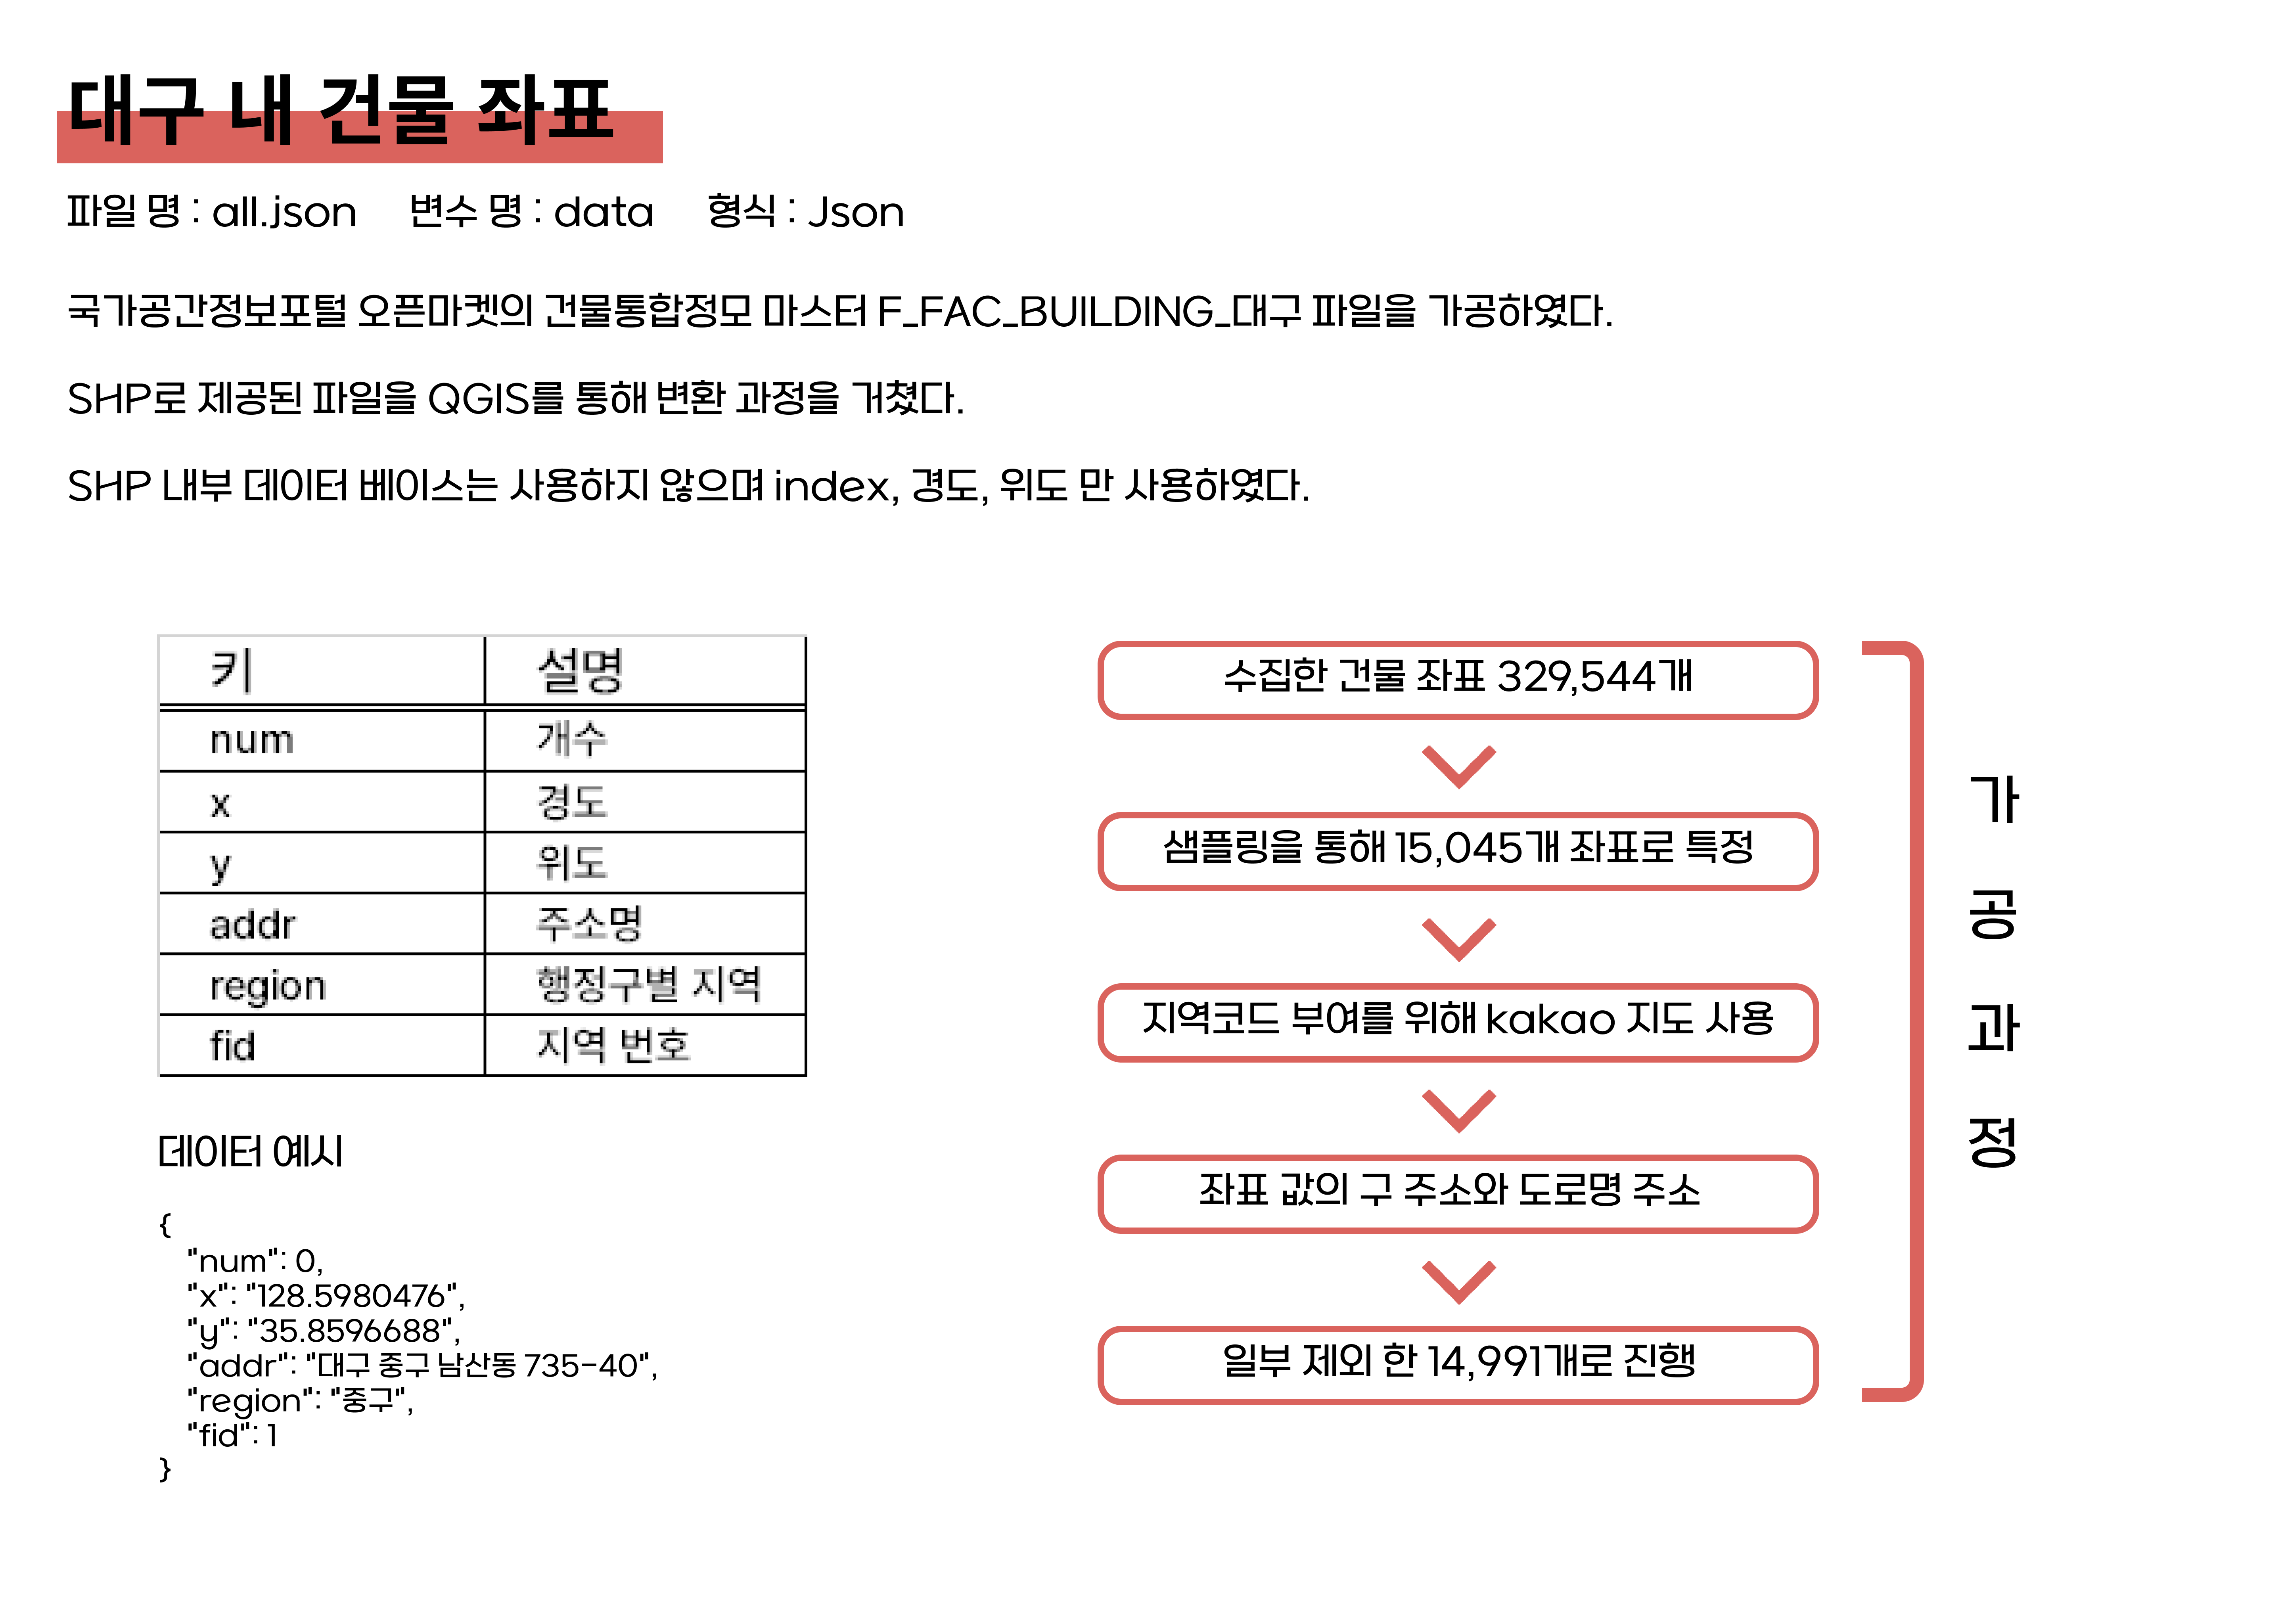 대구 내 건물 좌표
파일 명 : all.json 변수 명 : data 형식 : Json
국가공간정보포털 오픈마켓의 건물통합정모 마스터 F_FAC_BUILDING_대구 파일을 가공하였다.
SHP로 제공된 파일을 QGIS를 통해 변환 과정을 거쳤다.
SHP 내부 데이터 베이스는 사용하지 않으며 index, 경도, 위도 만 사용하였다.
키 설명
num 개수
x 경도
y 위도
addr 주소명
region 행정구별 지역
fid 지역 번호
데이터 예시
{
"num": 0,
"x": "128.5980476",
"y": "35.8596688",
"addr": "대구 중구 남산동 735-40",
"region": "중구",
"fid": 1
}
수집한 건물 좌표 329,544개
샘플링을 통해 15,045개 좌표로 특정
지역코드 부여를 위해 kakao 지도 사용
좌표 값의 구 주소와 도로명 주소
일부 제외 한 14,991개로 진행
가
공
과
정